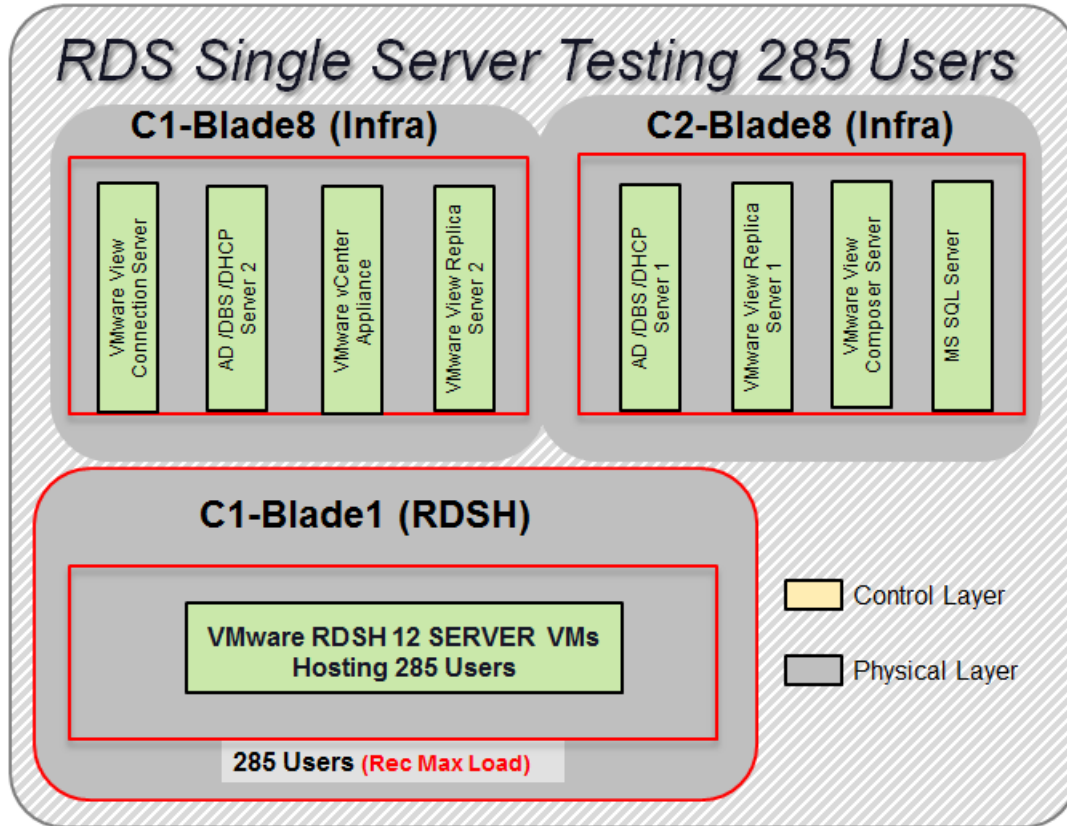 RDS Single Server Testing 285 Users
C1-Blade8 (Infra)
VMware View
Connection Server
AD /DBS /DHCP
Server 2
VMware vCenter
Appliance
VMware View Replica
Server 2
C2-Blade8 (Infra)
AD /DBS /DHCP
Server 1
VMware View Replica
Server 1
VMware View
Composer Server
MS SQL Server
C1-Blade1 (RDSH)
VMware RDSH 12 SERVER VMs
Hosting 285 Users
285 Users (Rec Max Load)
Control Layer
Physical Layer